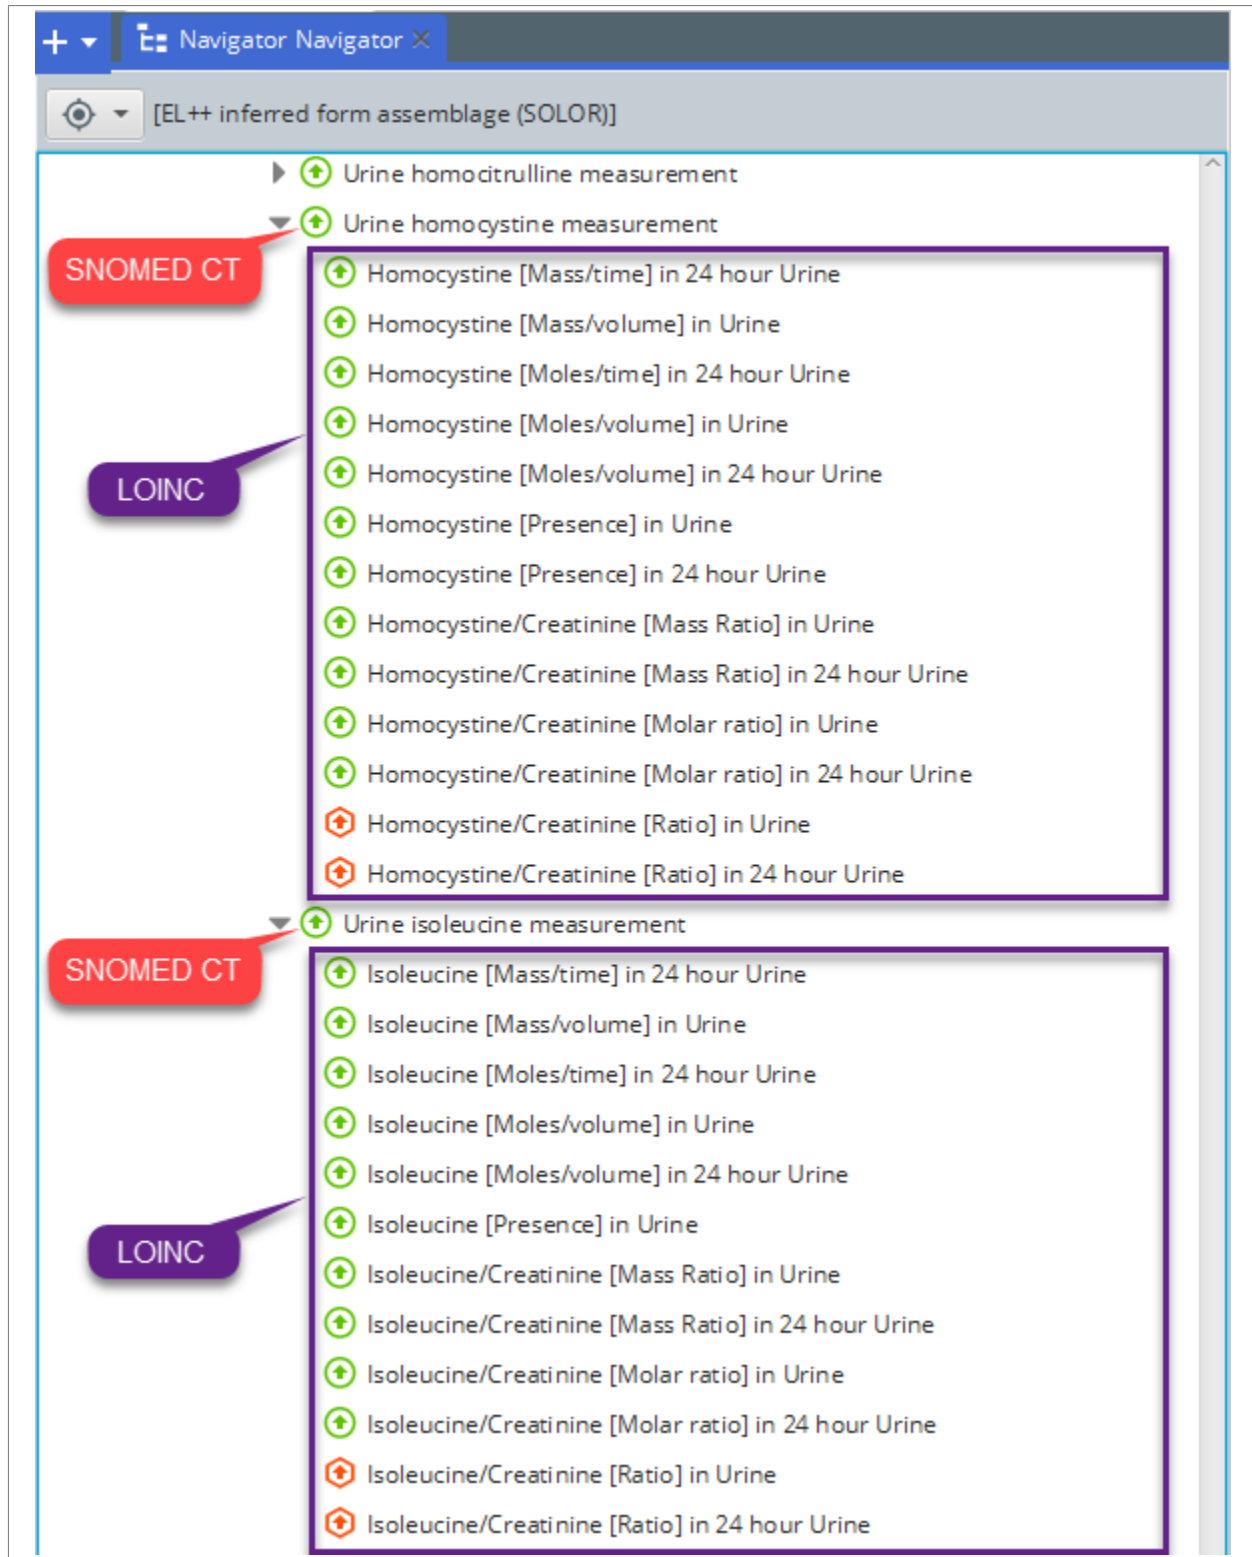 Navigator Navigator
[EL++ inferred form assemblage (SOLOR)]
Urine homocitrulline measurement
Urine homocystine measurement
SNOMED CT
Homocystine [Mass/time] in 24 hour Urine
Homocystine [Mass/volume] in Urine
Homocystine [Moles/time] in 24 hour Urine
Homocystine [Moles/volume] in Urine
Homocystine [Moles/volume] in 24 hour Urine
LOINC
Homocystine [Presence] in Urine
Homocystine [Presence] in 24 hour Urine
Homocystine/Creatinine [Mass Ratio] in Urine
Homocystine/Creatinine [Mass Ratio] in 24 hour Urine
Homocystine/Creatinine [Molar ratio] in Urine
Homocystine/Creatinine [Molar ratio] in 24 hour Urine
Homocystine/Creatinine [Ratio] in Urine
Homocystine/Creatinine [Ratio] in 24 hour Urine
Urine isoleucine measurement
SNOMED CT
Isoleucine [Mass/time] in 24 hour Urine
Isoleucine [Mass/volume] in Urine
Isoleucine [Moles/time] in 24 hour Urine
Isoleucine [Moles/volume] in Urine
Isoleucine [Moles/volume] in 24 hour Urine
Isoleucine [Presence] in Urine
LOINC
Isoleucine/Creatinine [Mass Ratio] in Urine
Isoleucine/Creatinine [Mass Ratio] in 24 hour Urine
Isoleucine/Creatinine [Molar ratio] in Urine
Isoleucine/Creatinine [Molar ratio] in 24 hour Urine
Isoleucine/Creatinine [Ratio] in Urine
Isoleucine/Creatinine [Ratio] in 24 hour Urine